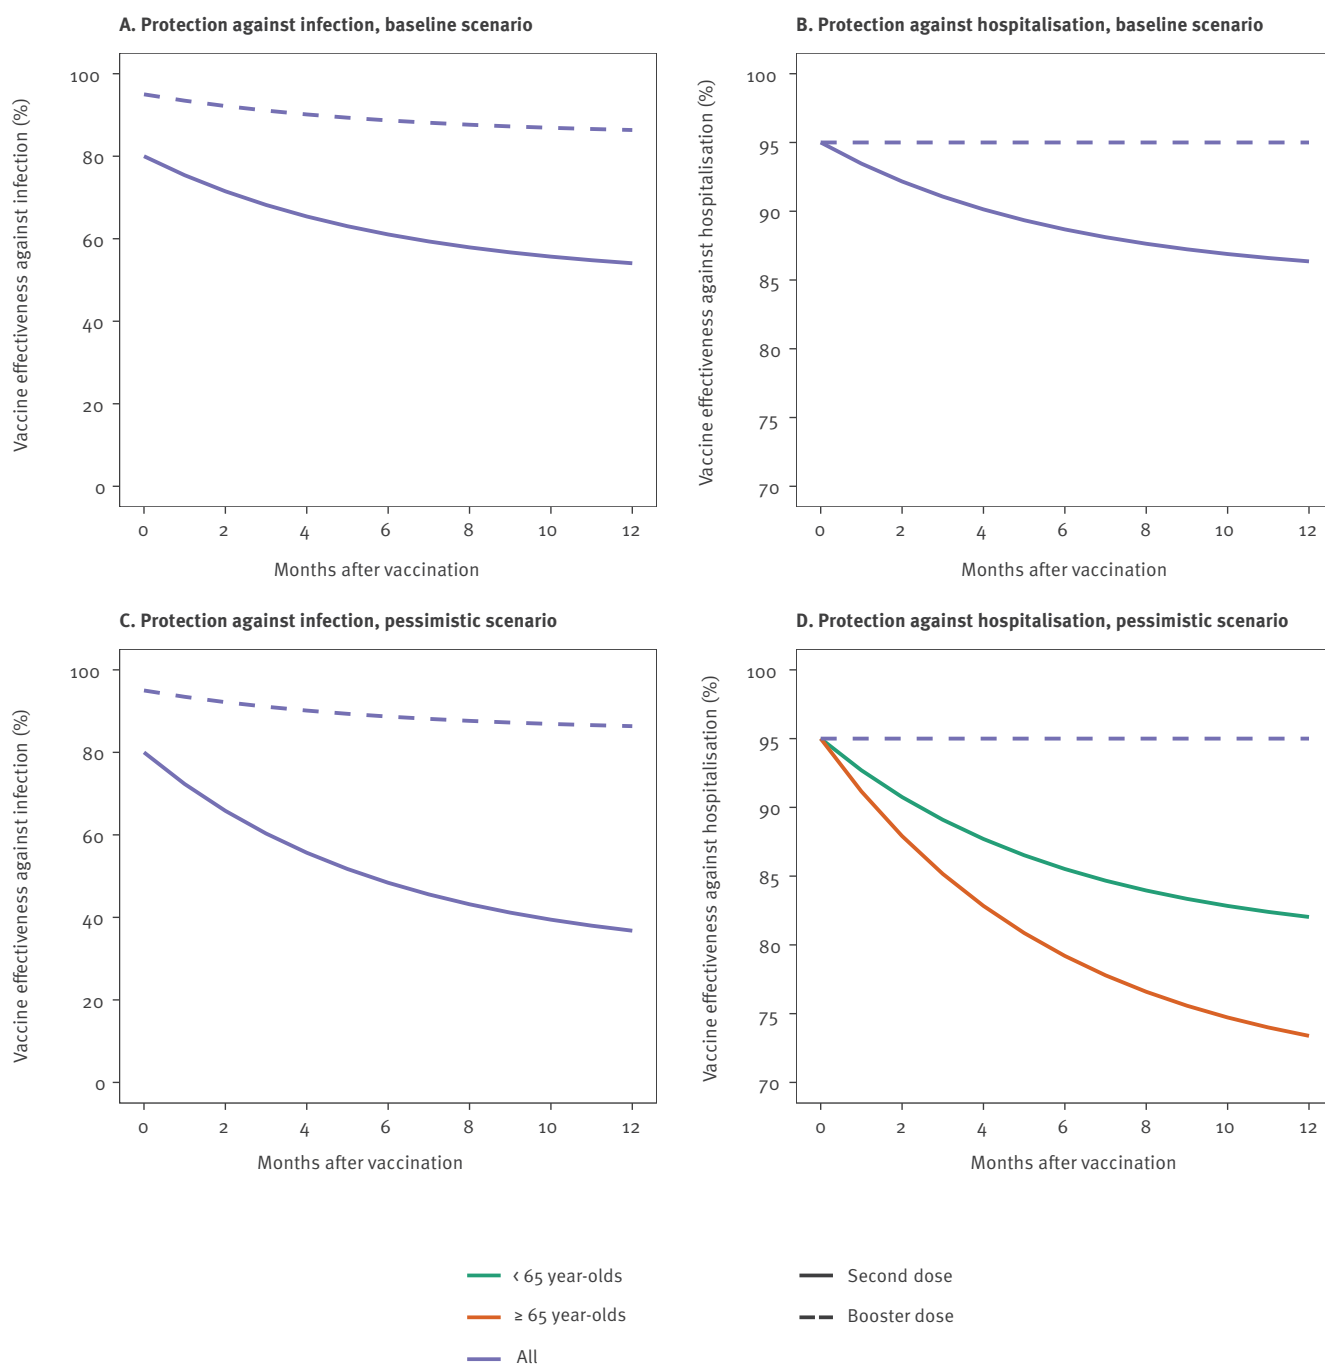 A. Protection against infection, baseline scenario
Vaccine effectiveness against infection (%)
100
80
60
40
20
0
0 2 4 6 8 10 12
Months after vaccination
B. Protection against hospitalisation, baseline scenario
Vaccine effectiveness against hospitalisation (%)
100
95
90
85
80
75
70
0 2 4 6 8 10 12
Months after vaccination
C. Protection against infection, pessimistic scenario
Vaccine effectiveness against infection (%)
100
80
60
40
20
0
0 2 4 6 8 10 12
Months after vaccination
D. Protection against hospitalisation, pessimistic scenario
Vaccine effectiveness against hospitalisation (%)
100
95
90
85
80
75
70
0 2 4 6 8 10 12
Months after vaccination
< 65 year-olds
≥ 65 year-olds
All
Second dose
Booster dose